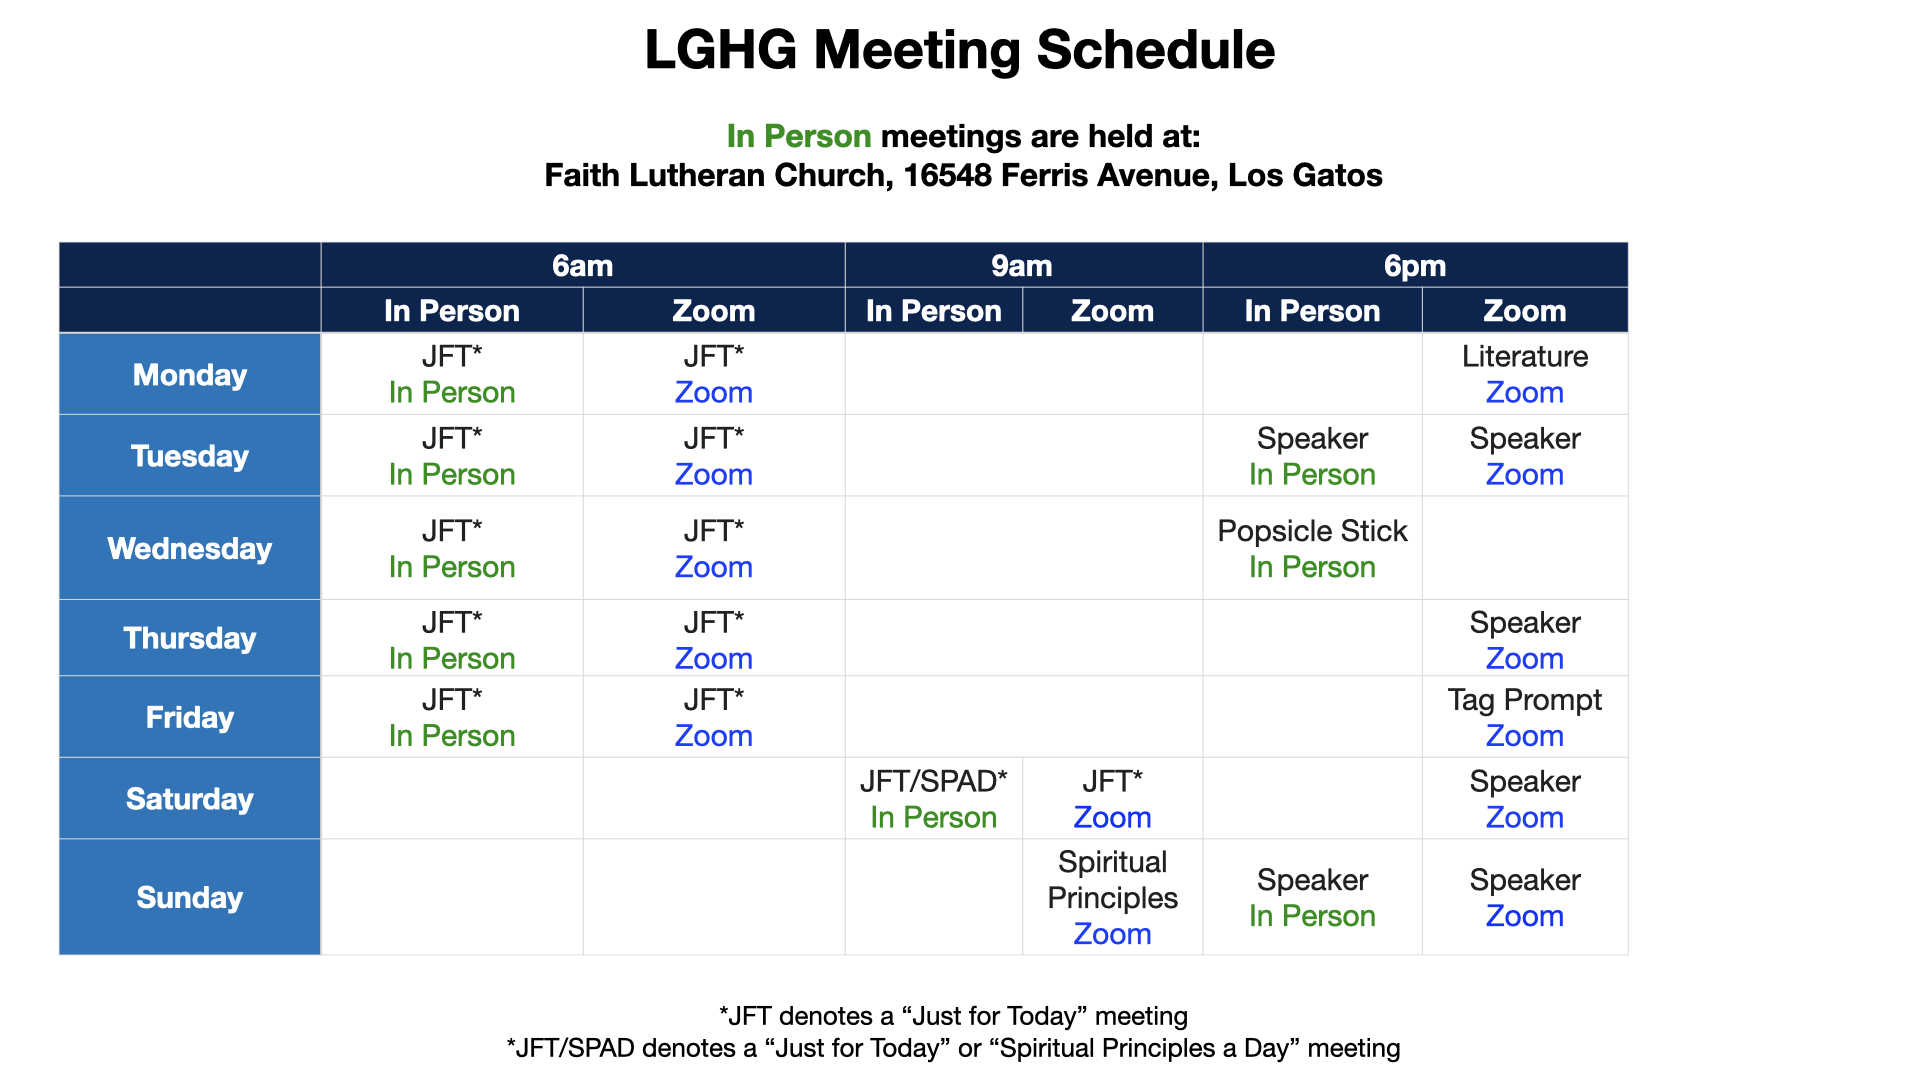 LGHG Meeting Schedule
In Person meetings are held at:
Faith Lutheran Church, 16548 Ferris Avenue, Los Gatos
6am 9am 6pm
In Person Zoom In Person Zoom In Person Zoom
Monday
JFT*
In Person
JFT*
Zoom
Literature
Zoom
Tuesday
JFT*
In Person
JFT*
Zoom
Speaker
In Person
Speaker
Zoom
Wednesday
JFT*
In Person
JFT*
Zoom
Popsicle Stick
In Person
Thursday
JFT*
In Person
JFT*
Zoom
Speaker
Zoom
Friday
JFT*
In Person
JFT*
Zoom
Tag Prompt
Zoom
Saturday
JFT/SPAD*
In Person
JFT*
Zoom
Speaker
Zoom
Sunday
Spiritual
Principles
Zoom
Speaker
In Person
Speaker
Zoom
*JFT denotes a “Just for Today” meeting
*JFT/SPAD denotes a “Just for Today” or “Spiritual Principles a Day” meeting